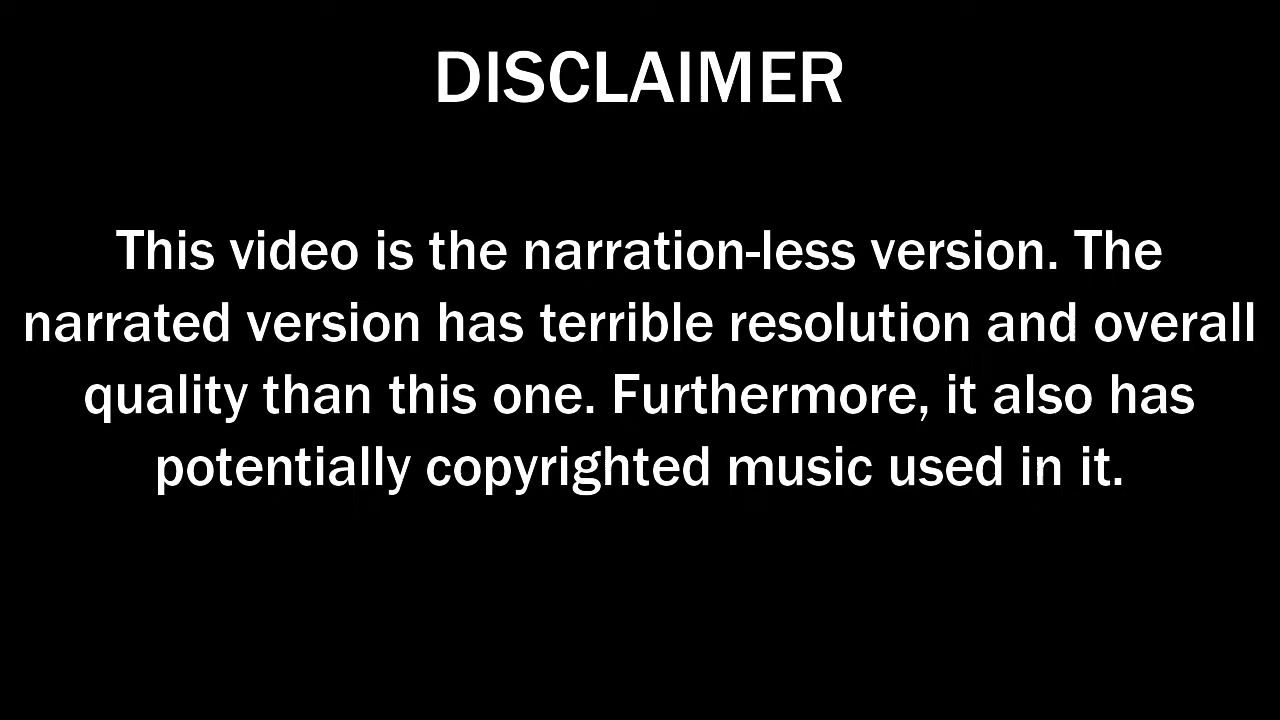 DISCLAIMER
This video is the narration-less version. The
narrated version has terrible resolution and overall
quality than this one. Furthermore, it also has
potentially copyrighted music used in it.